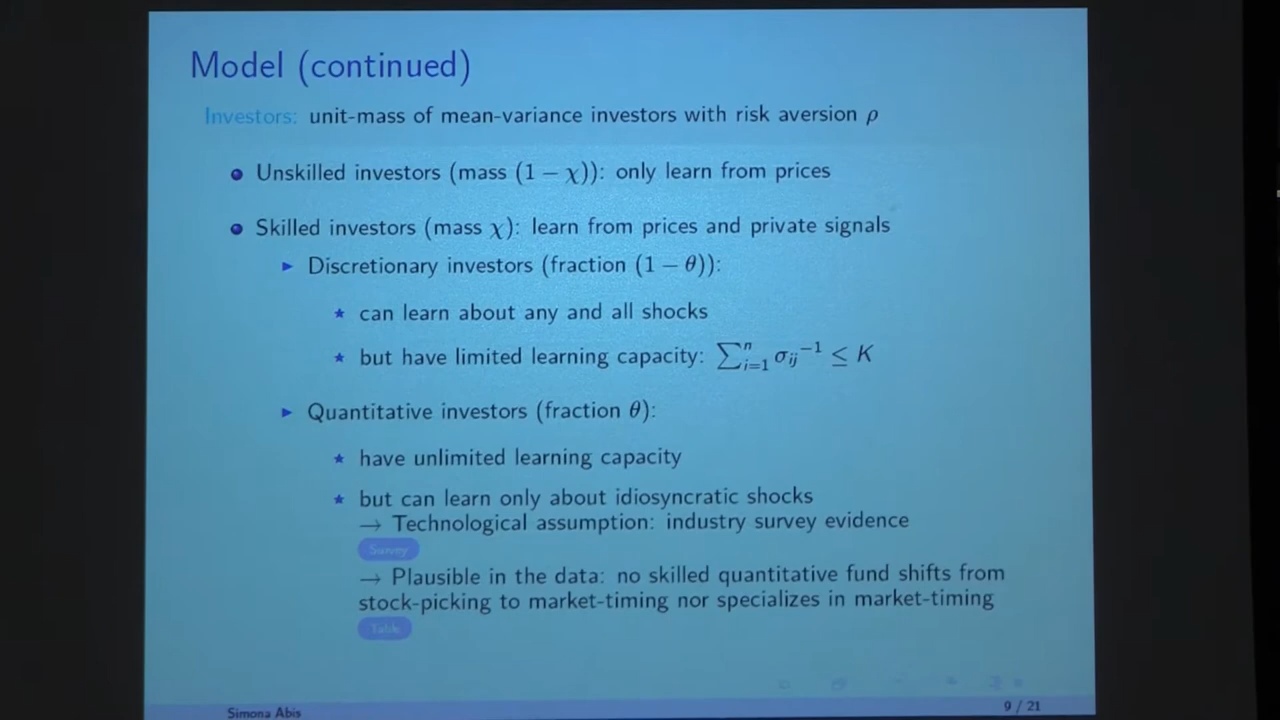 Model (continued)
Investors: unit-mass of mean-variance investors with risk aversion ρ
Unskilled investors (mass (1 − χ)): only learn from prices
Skilled investors (mass χ): learn from prices and private signals
Discretionary investors (fraction (1 − θ)):
can learn about any and all shocks
but have limited learning capacity: ∑ⁿᵢ₌₁ σᵢⱼ⁻¹ ≤ K
Quantitative investors (fraction θ):
have unlimited learning capacity
but can learn only about idiosyncratic shocks
→ Technological assumption: industry survey evidence
Survey
→ Plausible in the data: no skilled quantitative fund shifts from
stock-picking to market-timing nor specializes in market-timing
Table
Simona Abis
9 / 21